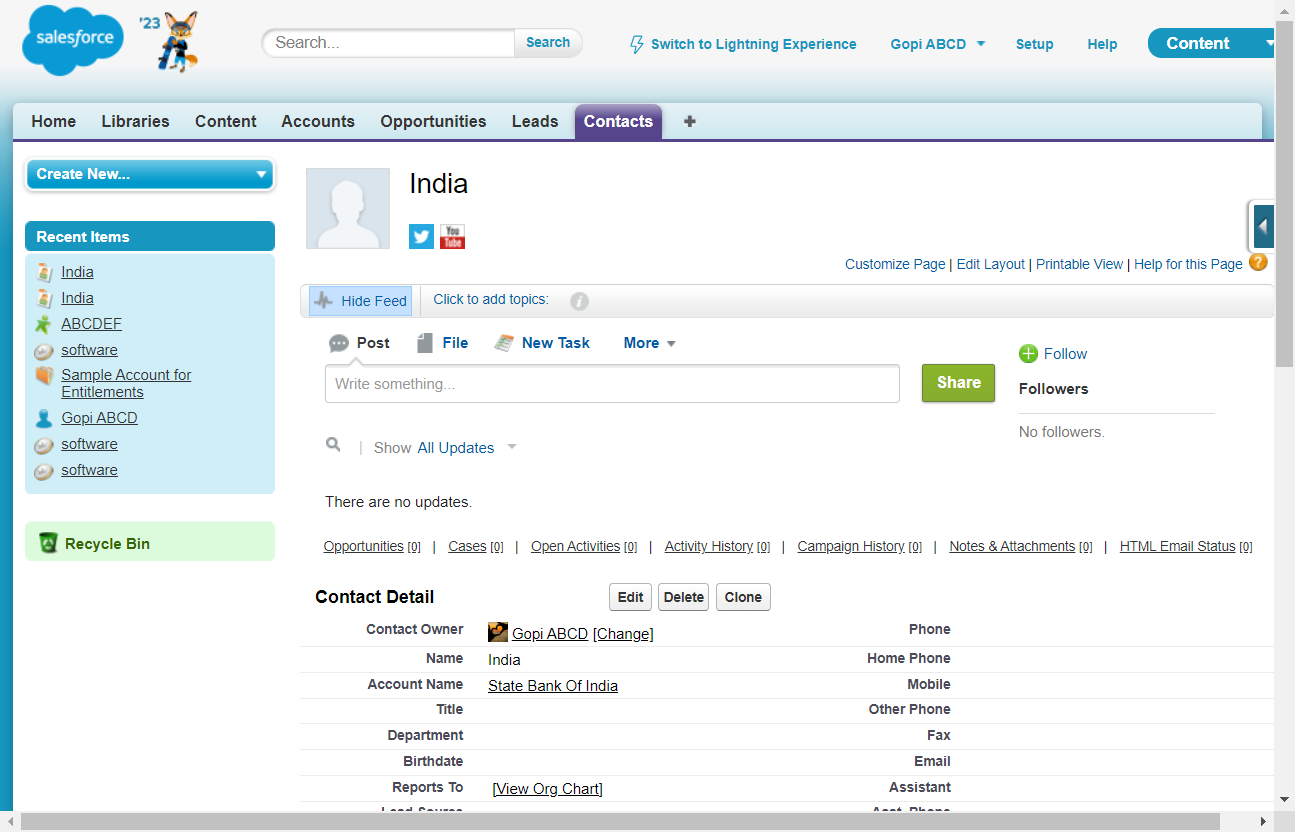 salesforce
'23
Search...
Search
Switch to Lightning Experience
Gopi ABCD
Setup
Help
Content
Home
Libraries
Content
Accounts
Opportunities
Leads
Contacts
+
Create New...
Recent Items
India
India
ABCDEF
software
Sample Account for
Entitlements
Gopi ABCD
software
software
Recycle Bin
India
You
Tube
Customize Page | Edit Layout | Printable View | Help for this Page ?
Hide Feed
Click to add topics: i
Post
File
New Task
More
Write something...
Share
Follow
Followers
No followers.
| Show All Updates
There are no updates.
Opportunities [0] | Cases [0] | Open Activities [0] | Activity History [0] | Campaign History [0] | Notes & Attachments [0] | HTML Email Status [0]
Contact Detail
Edit
Delete
Clone
Contact Owner Gopi ABCD [Change] Phone
Name India Home Phone
Account Name State Bank Of India Mobile
Title Other Phone
Department Fax
Birthdate Email
Reports To [View Org Chart] Assistant
Lead Source Asst. Phone